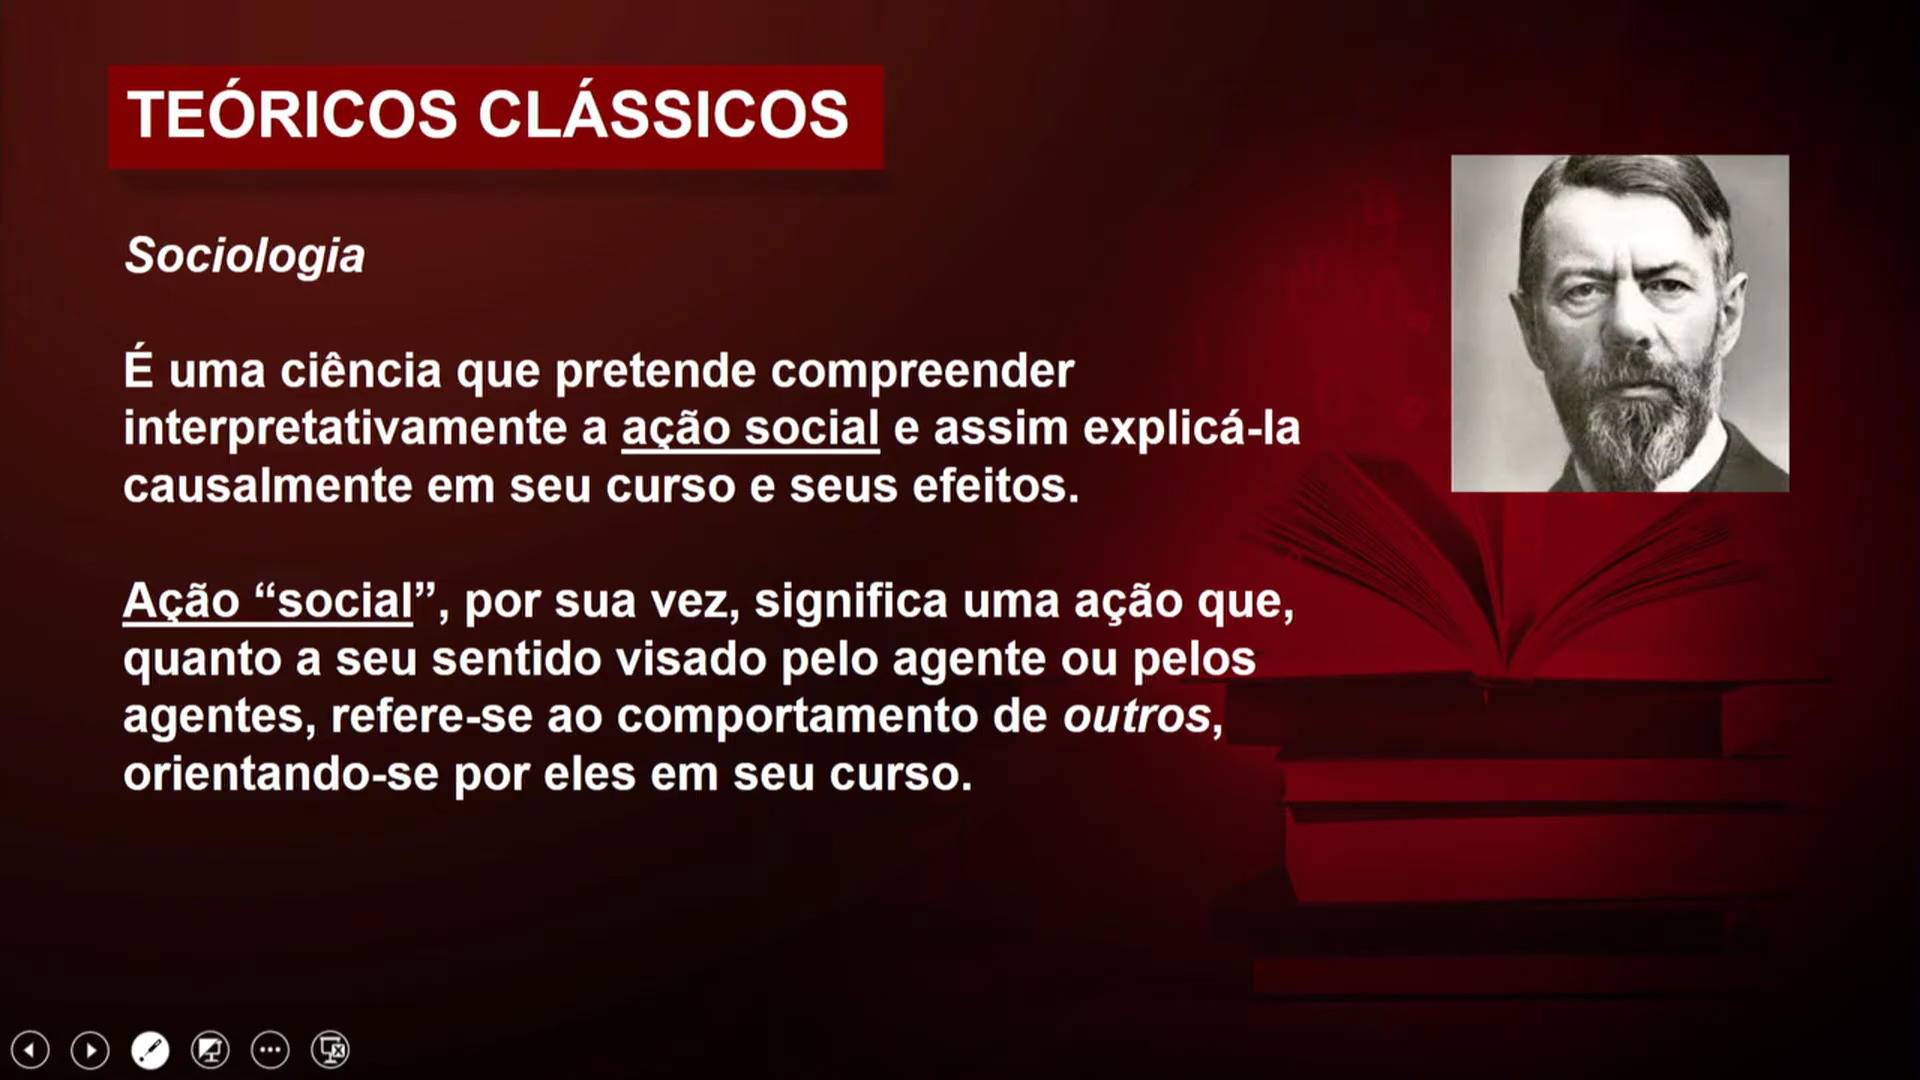 TEÓRICOS CLÁSSICOS
Sociologia
É uma ciência que pretende compreender
interpretativamente a ação social e assim explicá-la
causalmente em seu curso e seus efeitos.
Ação “social”, por sua vez, significa uma ação que,
quanto a seu sentido visado pelo agente ou pelos
agentes, refere-se ao comportamento de outros,
orientando-se por eles em seu curso.